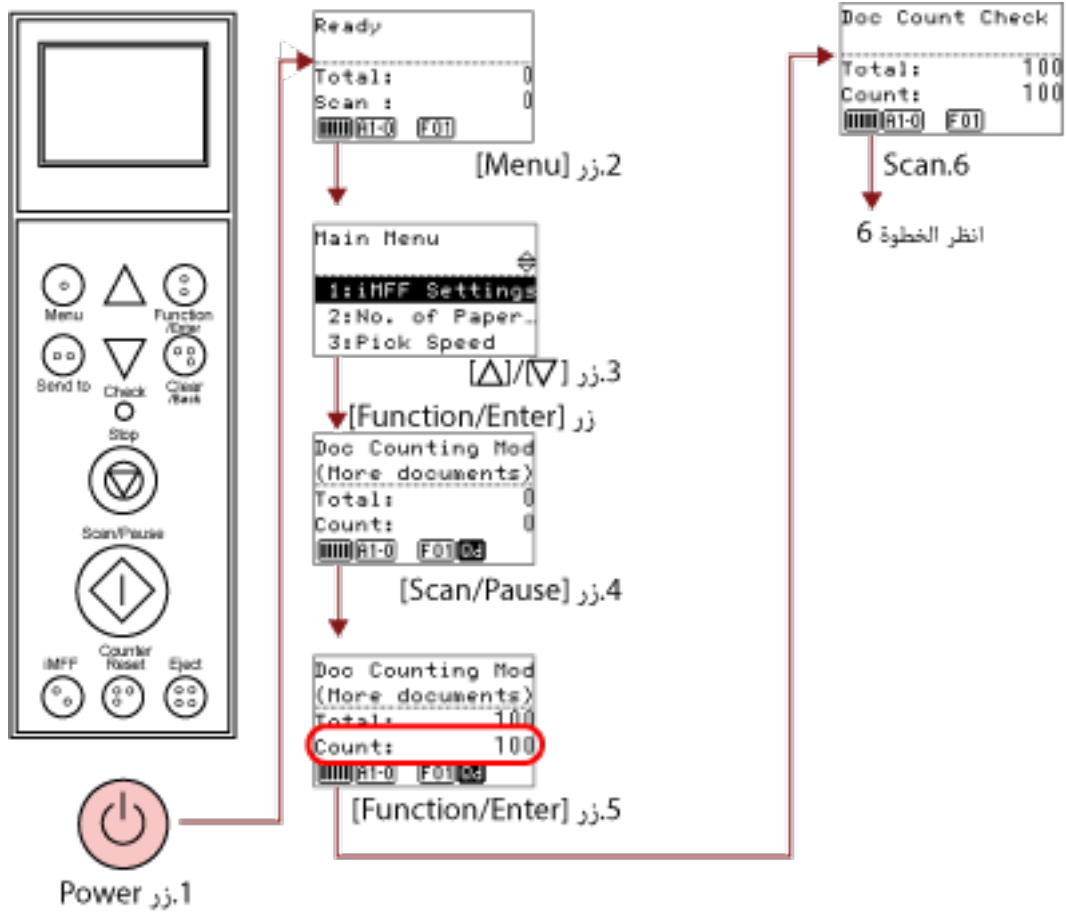 Menu
Function
/Enter
Send to
Check
Clear
/Back
Stop
Scan/Pause
iMFF
Counter
Reset
Eject
1.زر Power
Ready
Total: 0
Scan : 0
A1-0 F01
2.زر [Menu]
Main Menu
1:iMFF Settings
2:No. of Paper…
3:Pick Speed
3.زر [▽]/[△]
زر [Function/Enter]
Doc Counting Mod
(More documents)
Total: 0
Count: 0
A1-0 F01
4.زر [Scan/Pause]
Doc Counting Mod
(More documents)
Total: 100
Count: 100
A1-0 F01
5.زر [Function/Enter]
Doc Count Check
Total: 100
Count: 100
A1-0 F01
6.Scan
انظر الخطوة 6